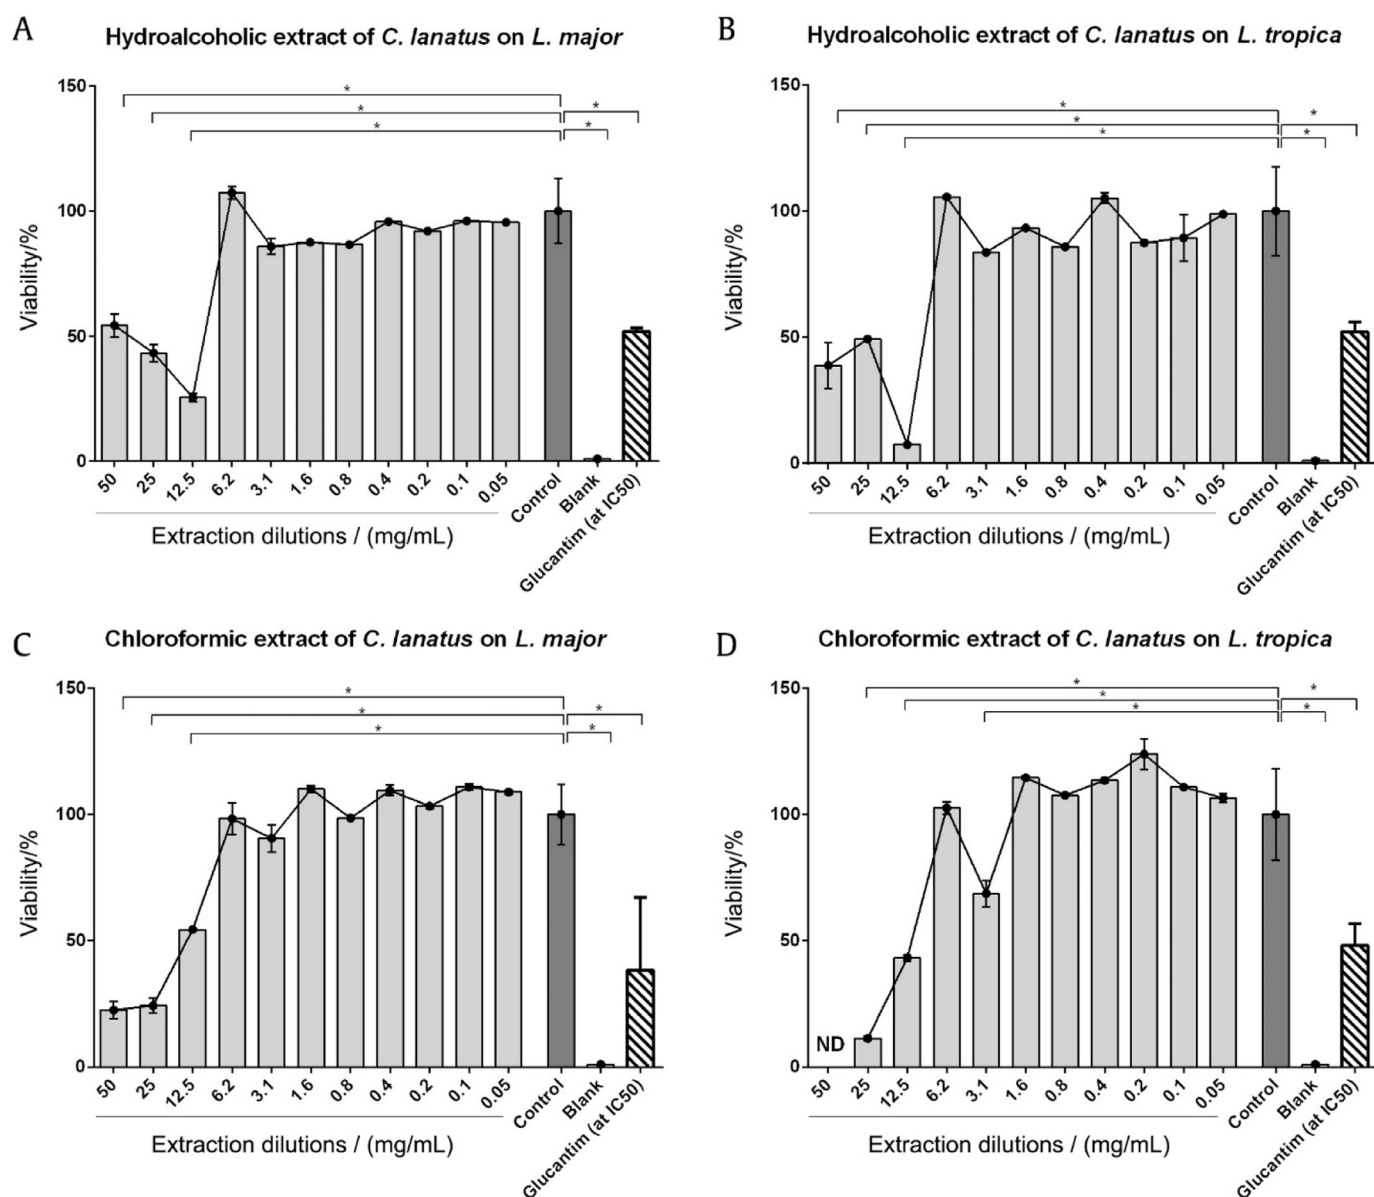 A
Hydroalcoholic extract of C. lanatus on L. major
150
100
50
0
Viability/%
* * * * *
50 25 12.5 6.2 3.1 1.6 0.8 0.4 0.2 0.1 0.05 Control Blank Glucantim (at IC50)
Extraction dilutions / (mg/mL)
B
Hydroalcoholic extract of C. lanatus on L. tropica
150
100
50
0
Viability/%
* * * * *
50 25 12.5 6.2 3.1 1.6 0.8 0.4 0.2 0.1 0.05 Control Blank Glucantim (at IC50)
Extraction dilutions / (mg/mL)
C
Chloroformic extract of C. lanatus on L. major
150
100
50
0
Viability/%
* * * * *
50 25 12.5 6.2 3.1 1.6 0.8 0.4 0.2 0.1 0.05 Control Blank Glucantim (at IC50)
Extraction dilutions / (mg/mL)
D
Chloroformic extract of C. lanatus on L. tropica
150
100
50
0
Viability/%
* * * * *
ND
50 25 12.5 6.2 3.1 1.6 0.8 0.4 0.2 0.1 0.05 Control Blank Glucantim (at IC50)
Extraction dilutions / (mg/mL)